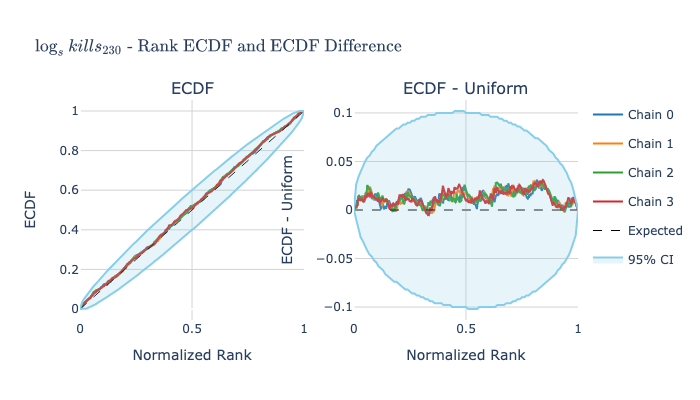 log_s kills_230 - Rank ECDF and ECDF Difference
ECDF
ECDF - Uniform
1
0.8
0.6
0.4
0.2
0
ECDF
0
0.5
1
Normalized Rank
0.1
0.05
0
−0.05
−0.1
ECDF - Uniform
0
0.5
1
Normalized Rank
Chain 0
Chain 1
Chain 2
Chain 3
Expected
95% CI